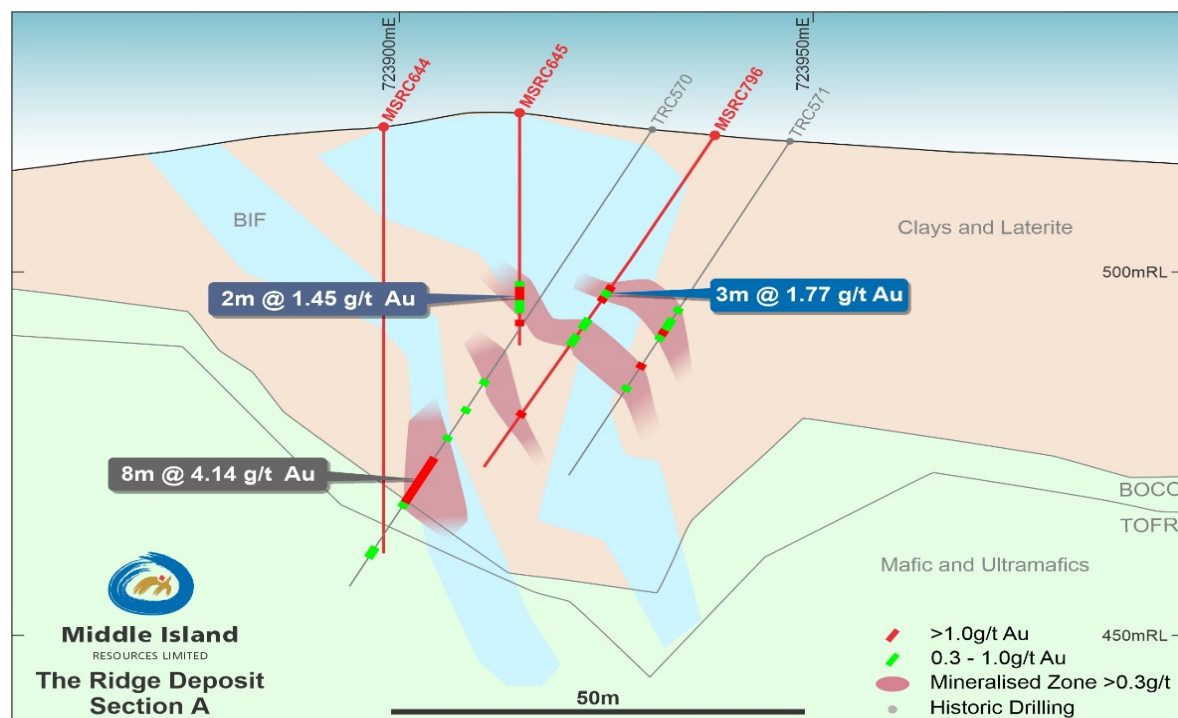 723900mE
723950mE
MSRC644
MSRC645
TRC570
MSRC796
TRC571
BIF
Clays and Laterite
500mRL
2m @ 1.45 g/t Au
3m @ 1.77 g/t Au
8m @ 4.14 g/t Au
BOCO
TOFR
Mafic and Ultramafics
Middle Island
RESOURCES LIMITED
The Ridge Deposit
Section A
50m
450mRL
>1.0g/t Au
0.3 - 1.0g/t Au
Mineralised Zone >0.3g/t
Historic Drilling